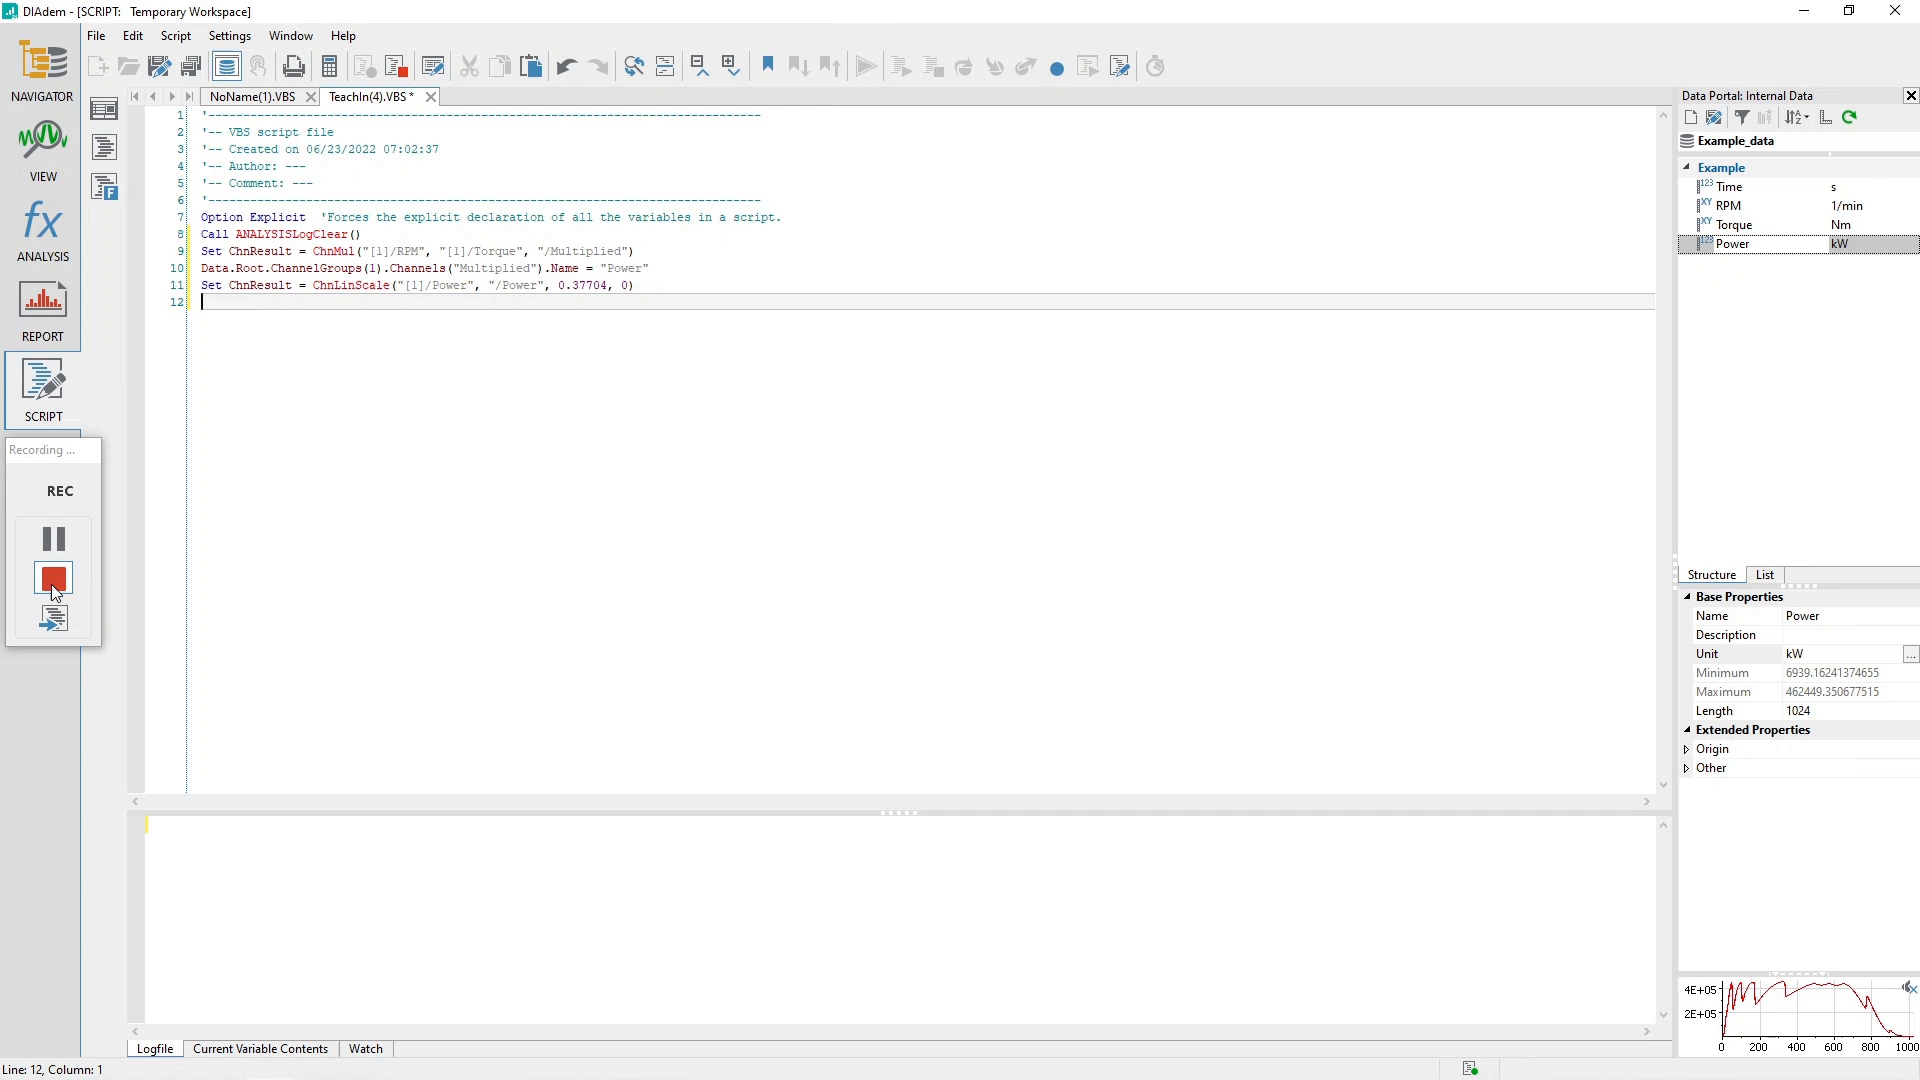 DIAdem - [SCRIPT:   Temporary Workspace]
File Edit Script Settings Window Help
NAVIGATOR
VIEW
ANALYSIS
REPORT
SCRIPT
Recording ...
REC
NoName(1).VBS TeachIn(4).VBS *
1 '-------------------------------------------------------------------------------
2 '-- VBS script file
3 '-- Created on 06/23/2022 07:02:37
4 '-- Author: ---
5 '-- Comment: ---
6 '-------------------------------------------------------------------------------
7 Option Explicit  'Forces the explicit declaration of all the variables in a script.
8 Call ANALYSISLogClear()
9 Set ChnResult = ChnMul("[1]/RPM", "[1]/Torque", "/Multiplied")
10 Data.Root.ChannelGroups(1).Channels("Multiplied").Name = "Power"
11 Set ChnResult = ChnLinScale("[1]/Power", "/Power", 0.37704, 0)
12
Logfile Current Variable Contents Watch
Line: 12, Column: 1
Data Portal: Internal Data
Example_data
Example
Time s
RPM 1/min
Torque Nm
Power kW
Structure List
Base Properties
Name Power
Description
Unit kW ...
Minimum 6939.16241374655
Maximum 462449.350677515
Length 1024
Extended Properties
Origin
Other
4E+05
2E+05
0 200 400 600 800 1000